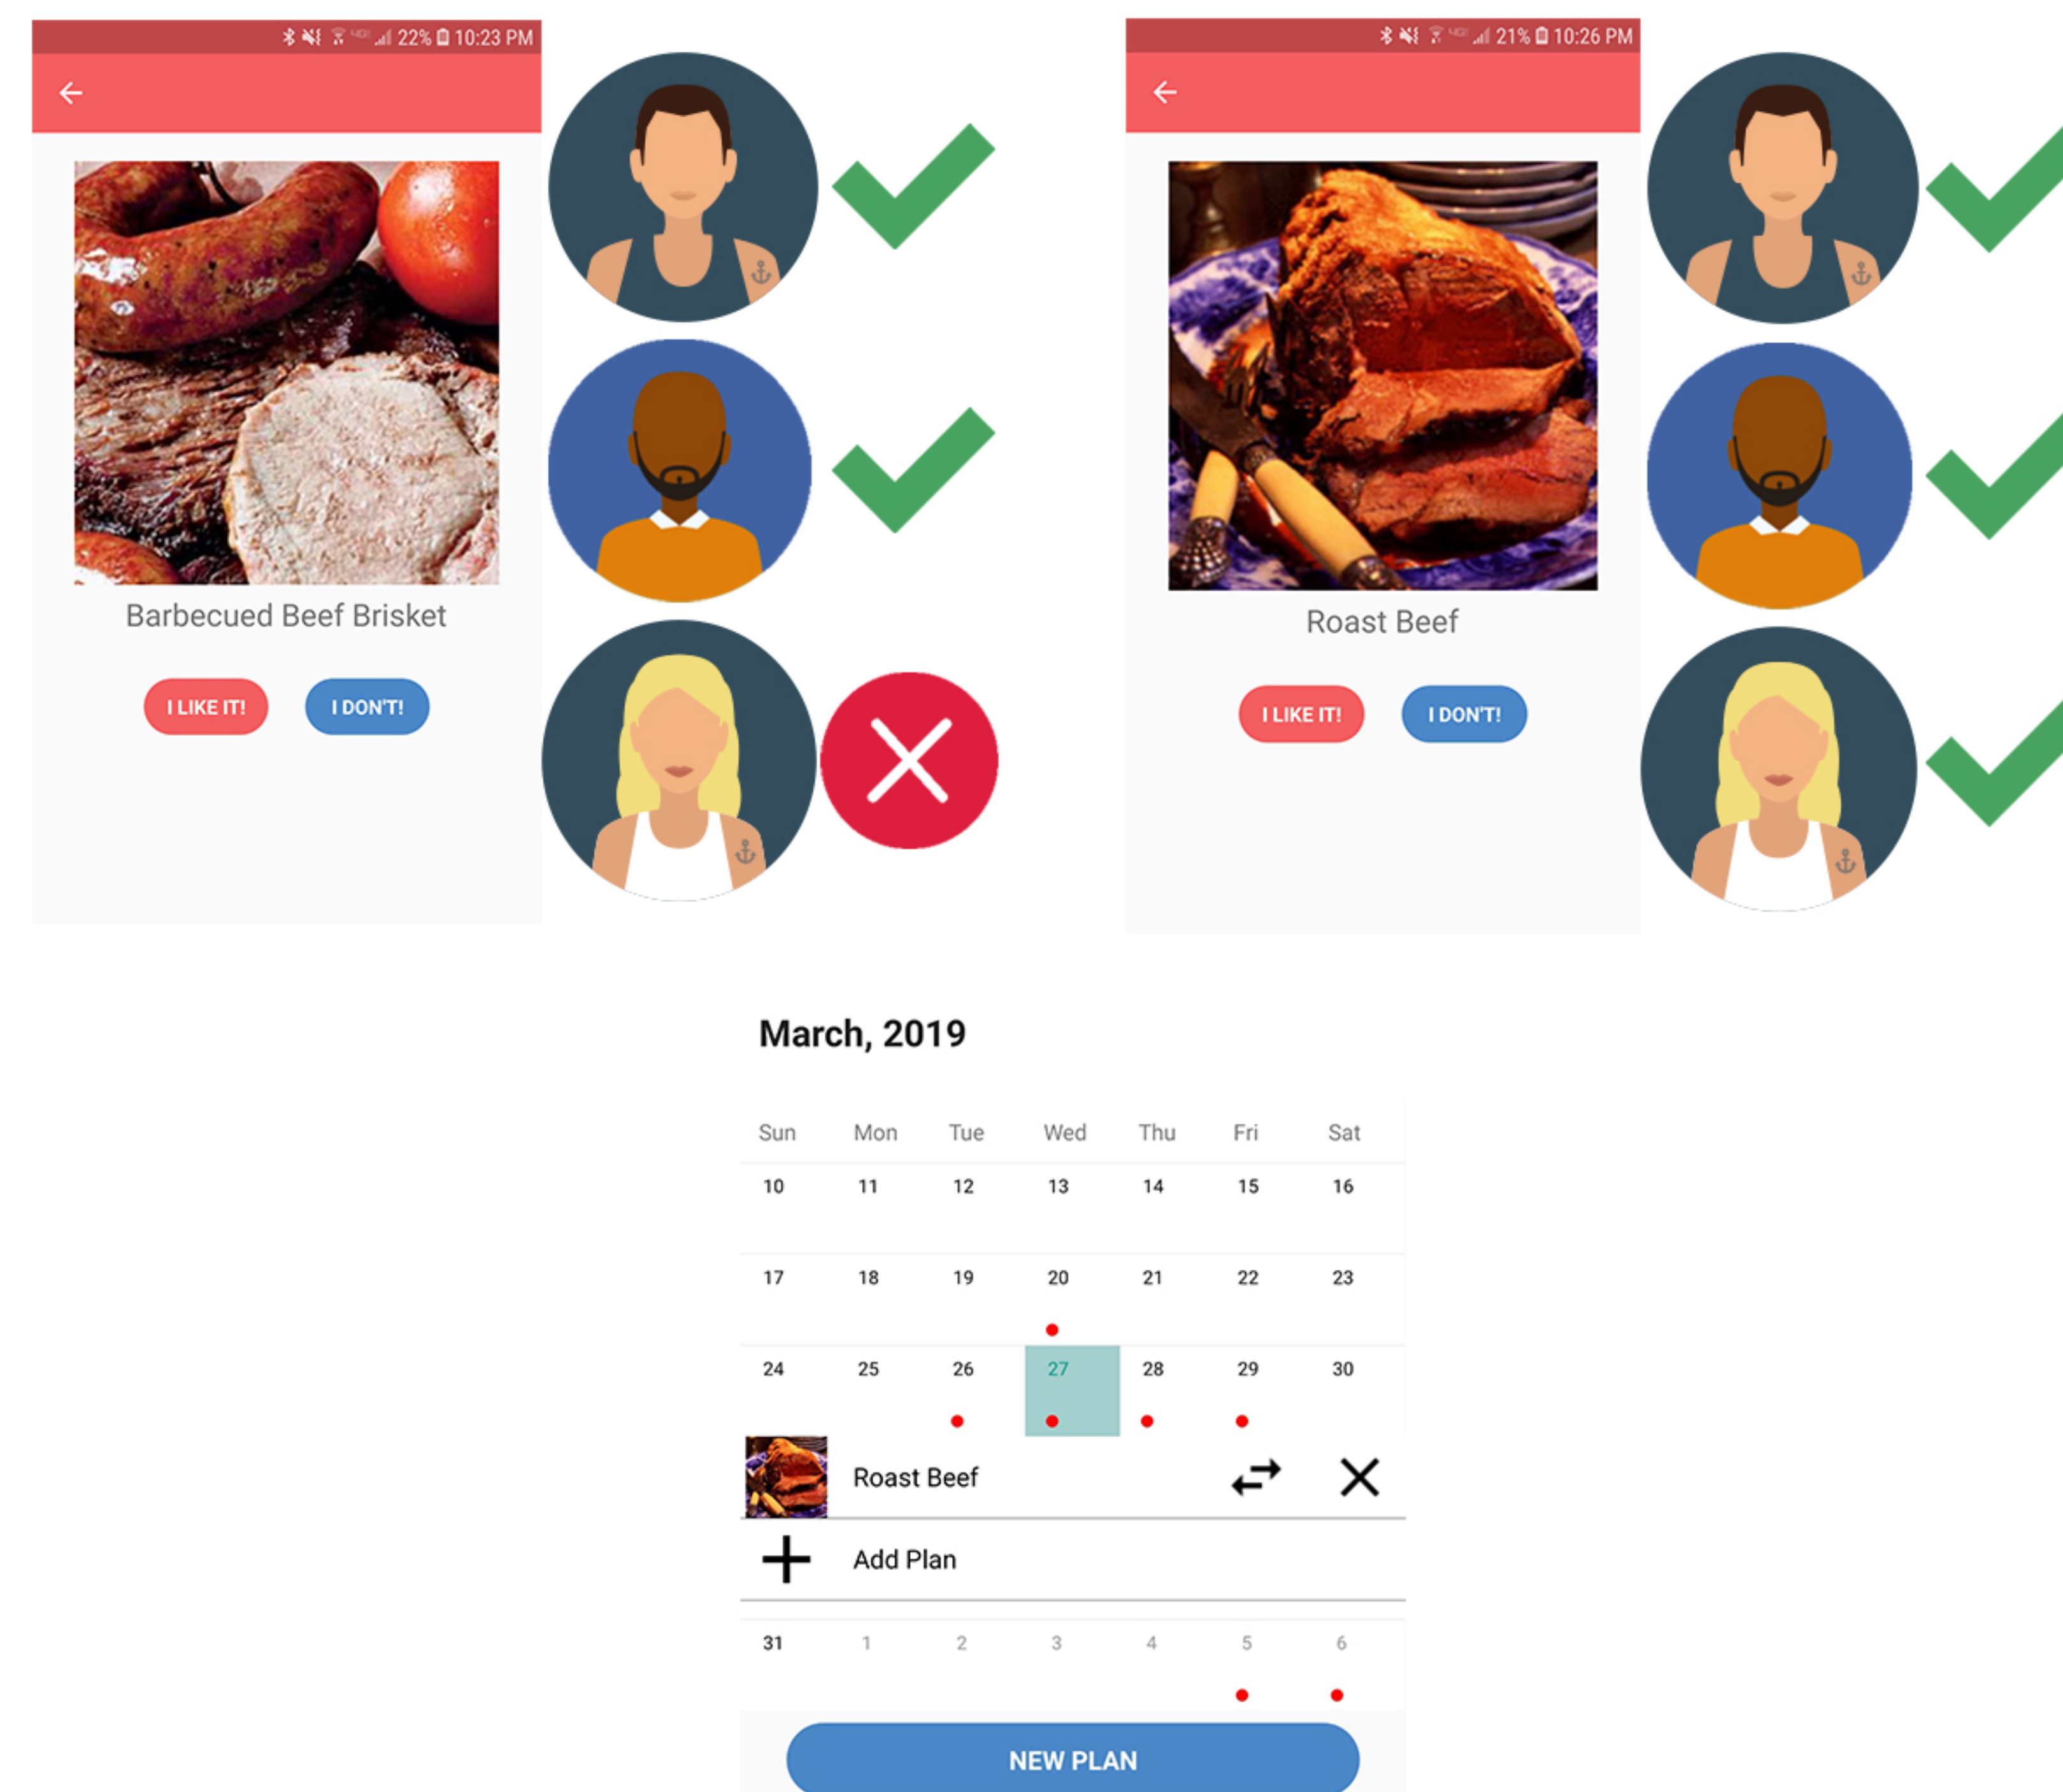 22% 10:23 PM
Barbecued Beef Brisket
I LIKE IT! I DON'T!
21% 10:26 PM
Roast Beef
I LIKE IT! I DON'T!
March, 2019
Sun Mon Tue Wed Thu Fri Sat
10 11 12 13 14 15 16
17 18 19 20 21 22 23
24 25 26 27 28 29 30
Roast Beef
Add Plan
31 1 2 3 4 5 6
NEW PLAN